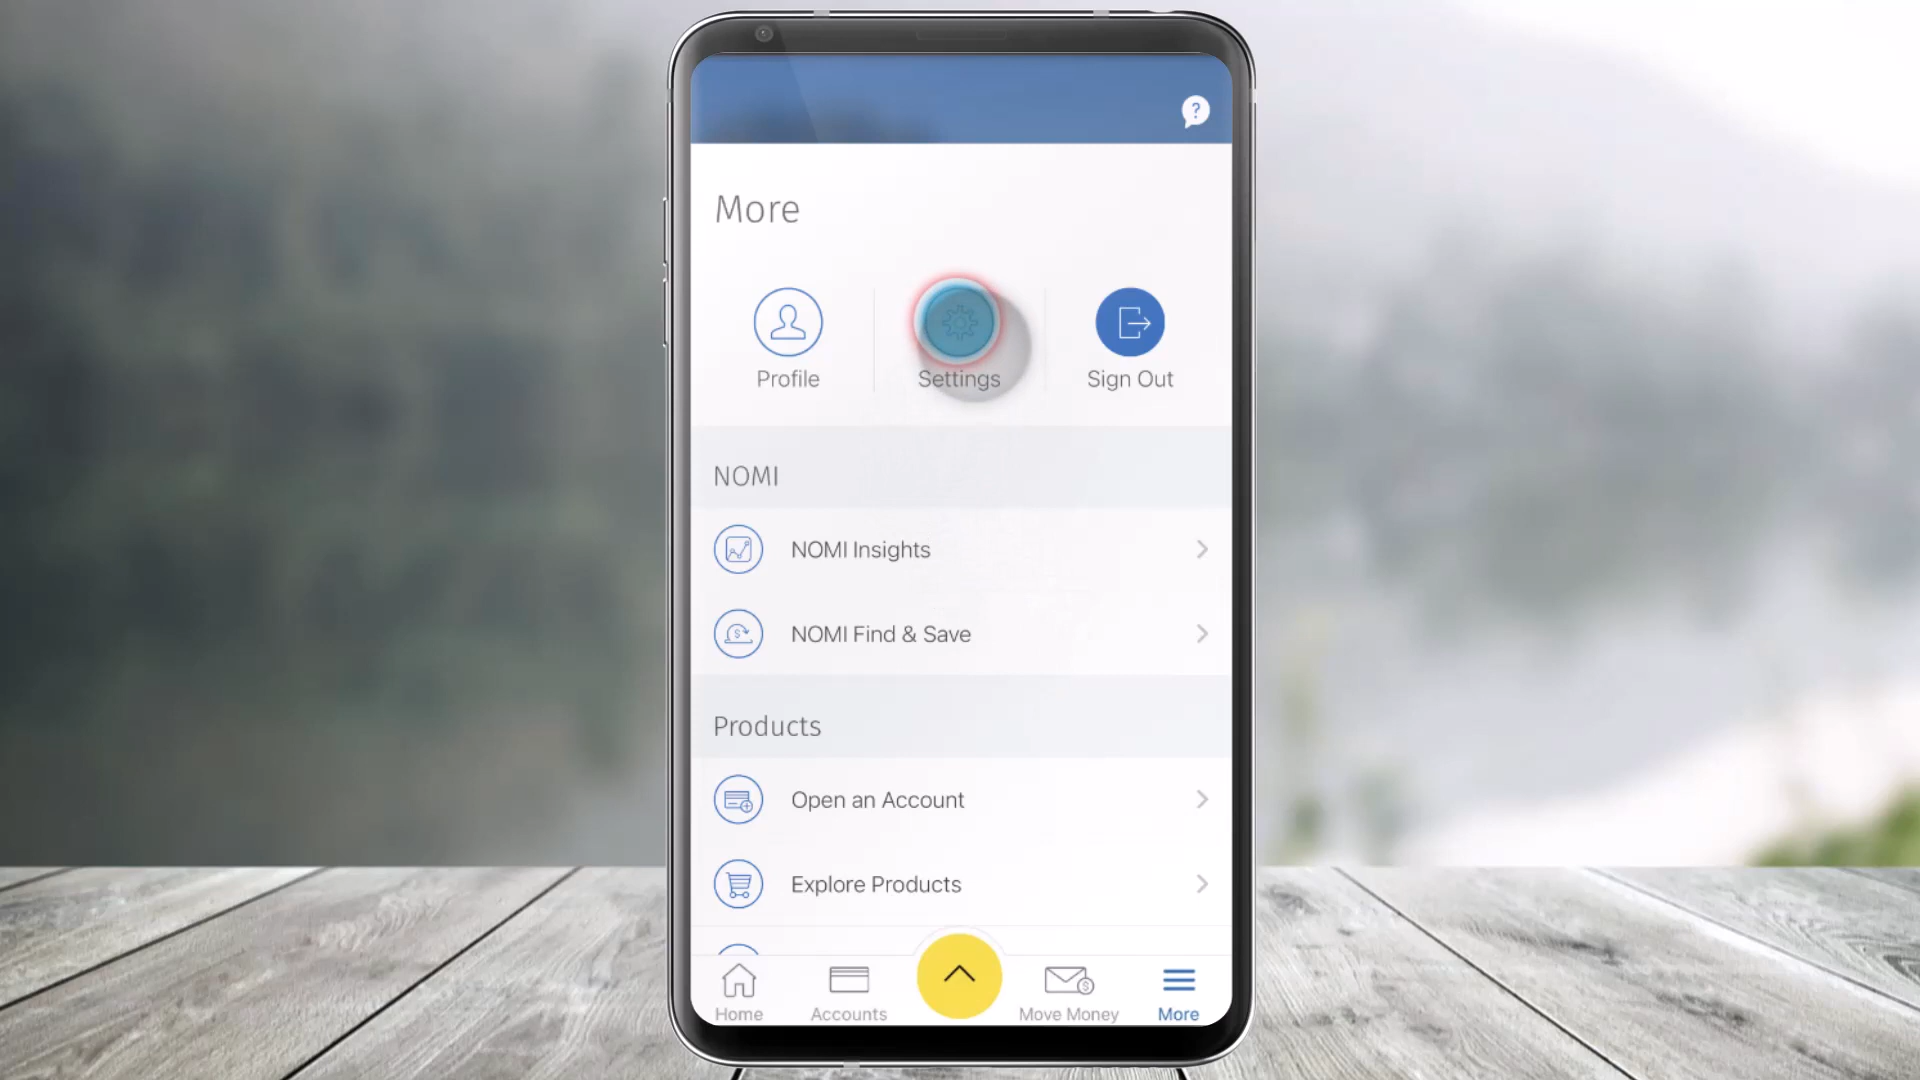 ?
More
Profile
Settings
Sign Out
NOMI
NOMI Insights
NOMI Find & Save
Products
Open an Account
Explore Products
Home
Accounts
Move Money
More